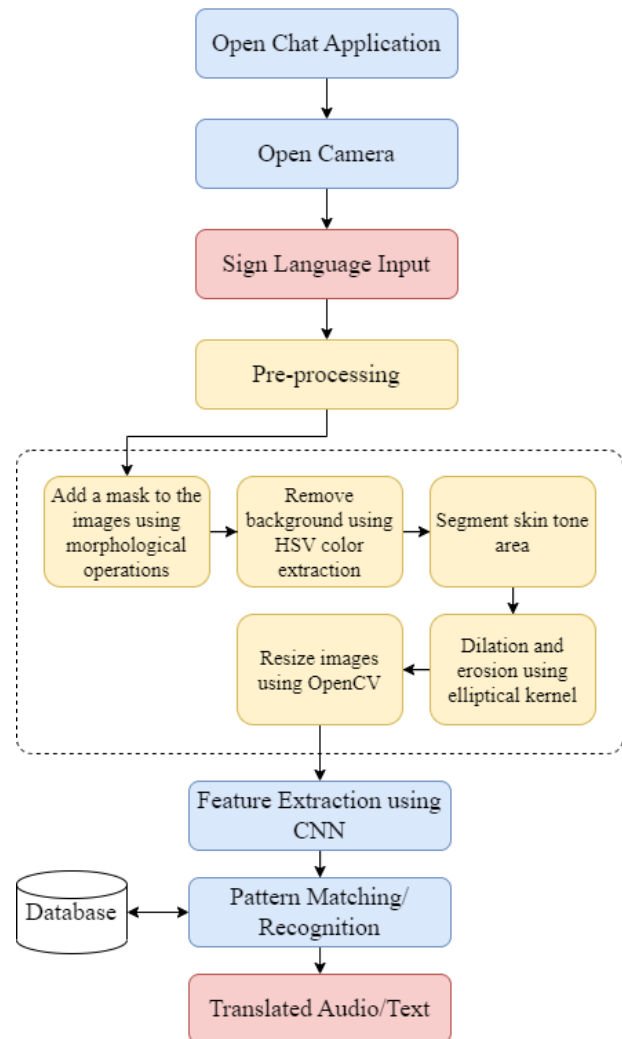 Open Chat Application
Open Camera
Sign Language Input
Pre-processing
Add a mask to the
images using
morphological
operations
Remove
background using
HSV color
extraction
Segment skin tone
area
Dilation and
erosion using
elliptical kernel
Resize images
using OpenCV
Feature Extraction using
CNN
Database
Pattern Matching/
Recognition
Translated Audio/Text